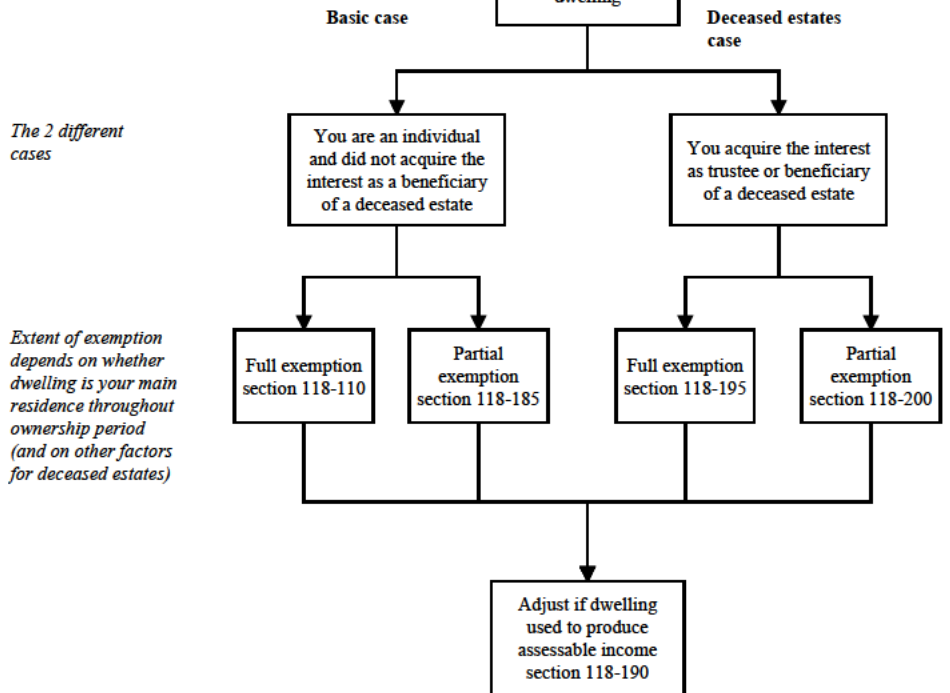 dwelling
Basic case
Deceased estates
case
The 2 different
cases
You are an individual
and did not acquire the
interest as a beneficiary
of a deceased estate
You acquire the interest
as trustee or beneficiary
of a deceased estate
Extent of exemption
depends on whether
dwelling is your main
residence throughout
ownership period
(and on other factors
for deceased estates)
Full exemption
section 118-110
Partial
exemption
section 118-185
Full exemption
section 118-195
Partial
exemption
section 118-200
Adjust if dwelling
used to produce
assessable income
section 118-190